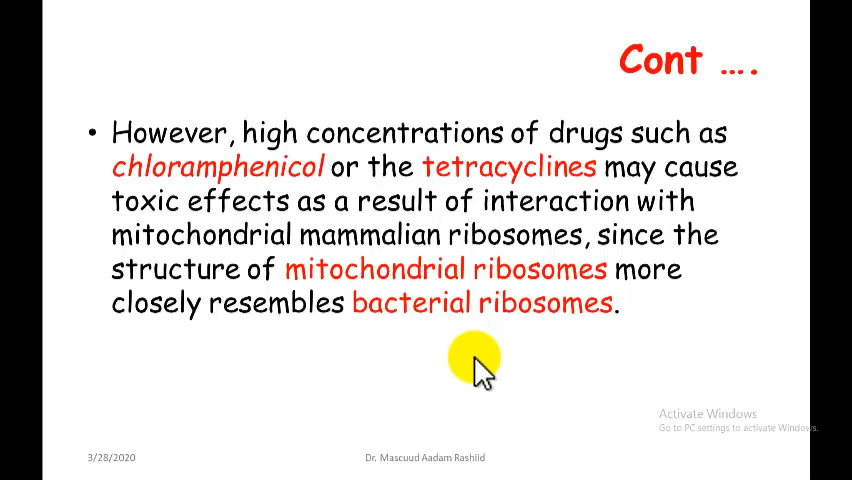 Cont ….
• However, high concentrations of drugs such as
chloramphenicol or the tetracyclines may cause
toxic effects as a result of interaction with
mitochondrial mammalian ribosomes, since the
structure of mitochondrial ribosomes more
closely resembles bacterial ribosomes.
Activate Windows
Go to PC settings to activate Windows.
3/28/2020
Dr. Mascuud Aadam Rashiid